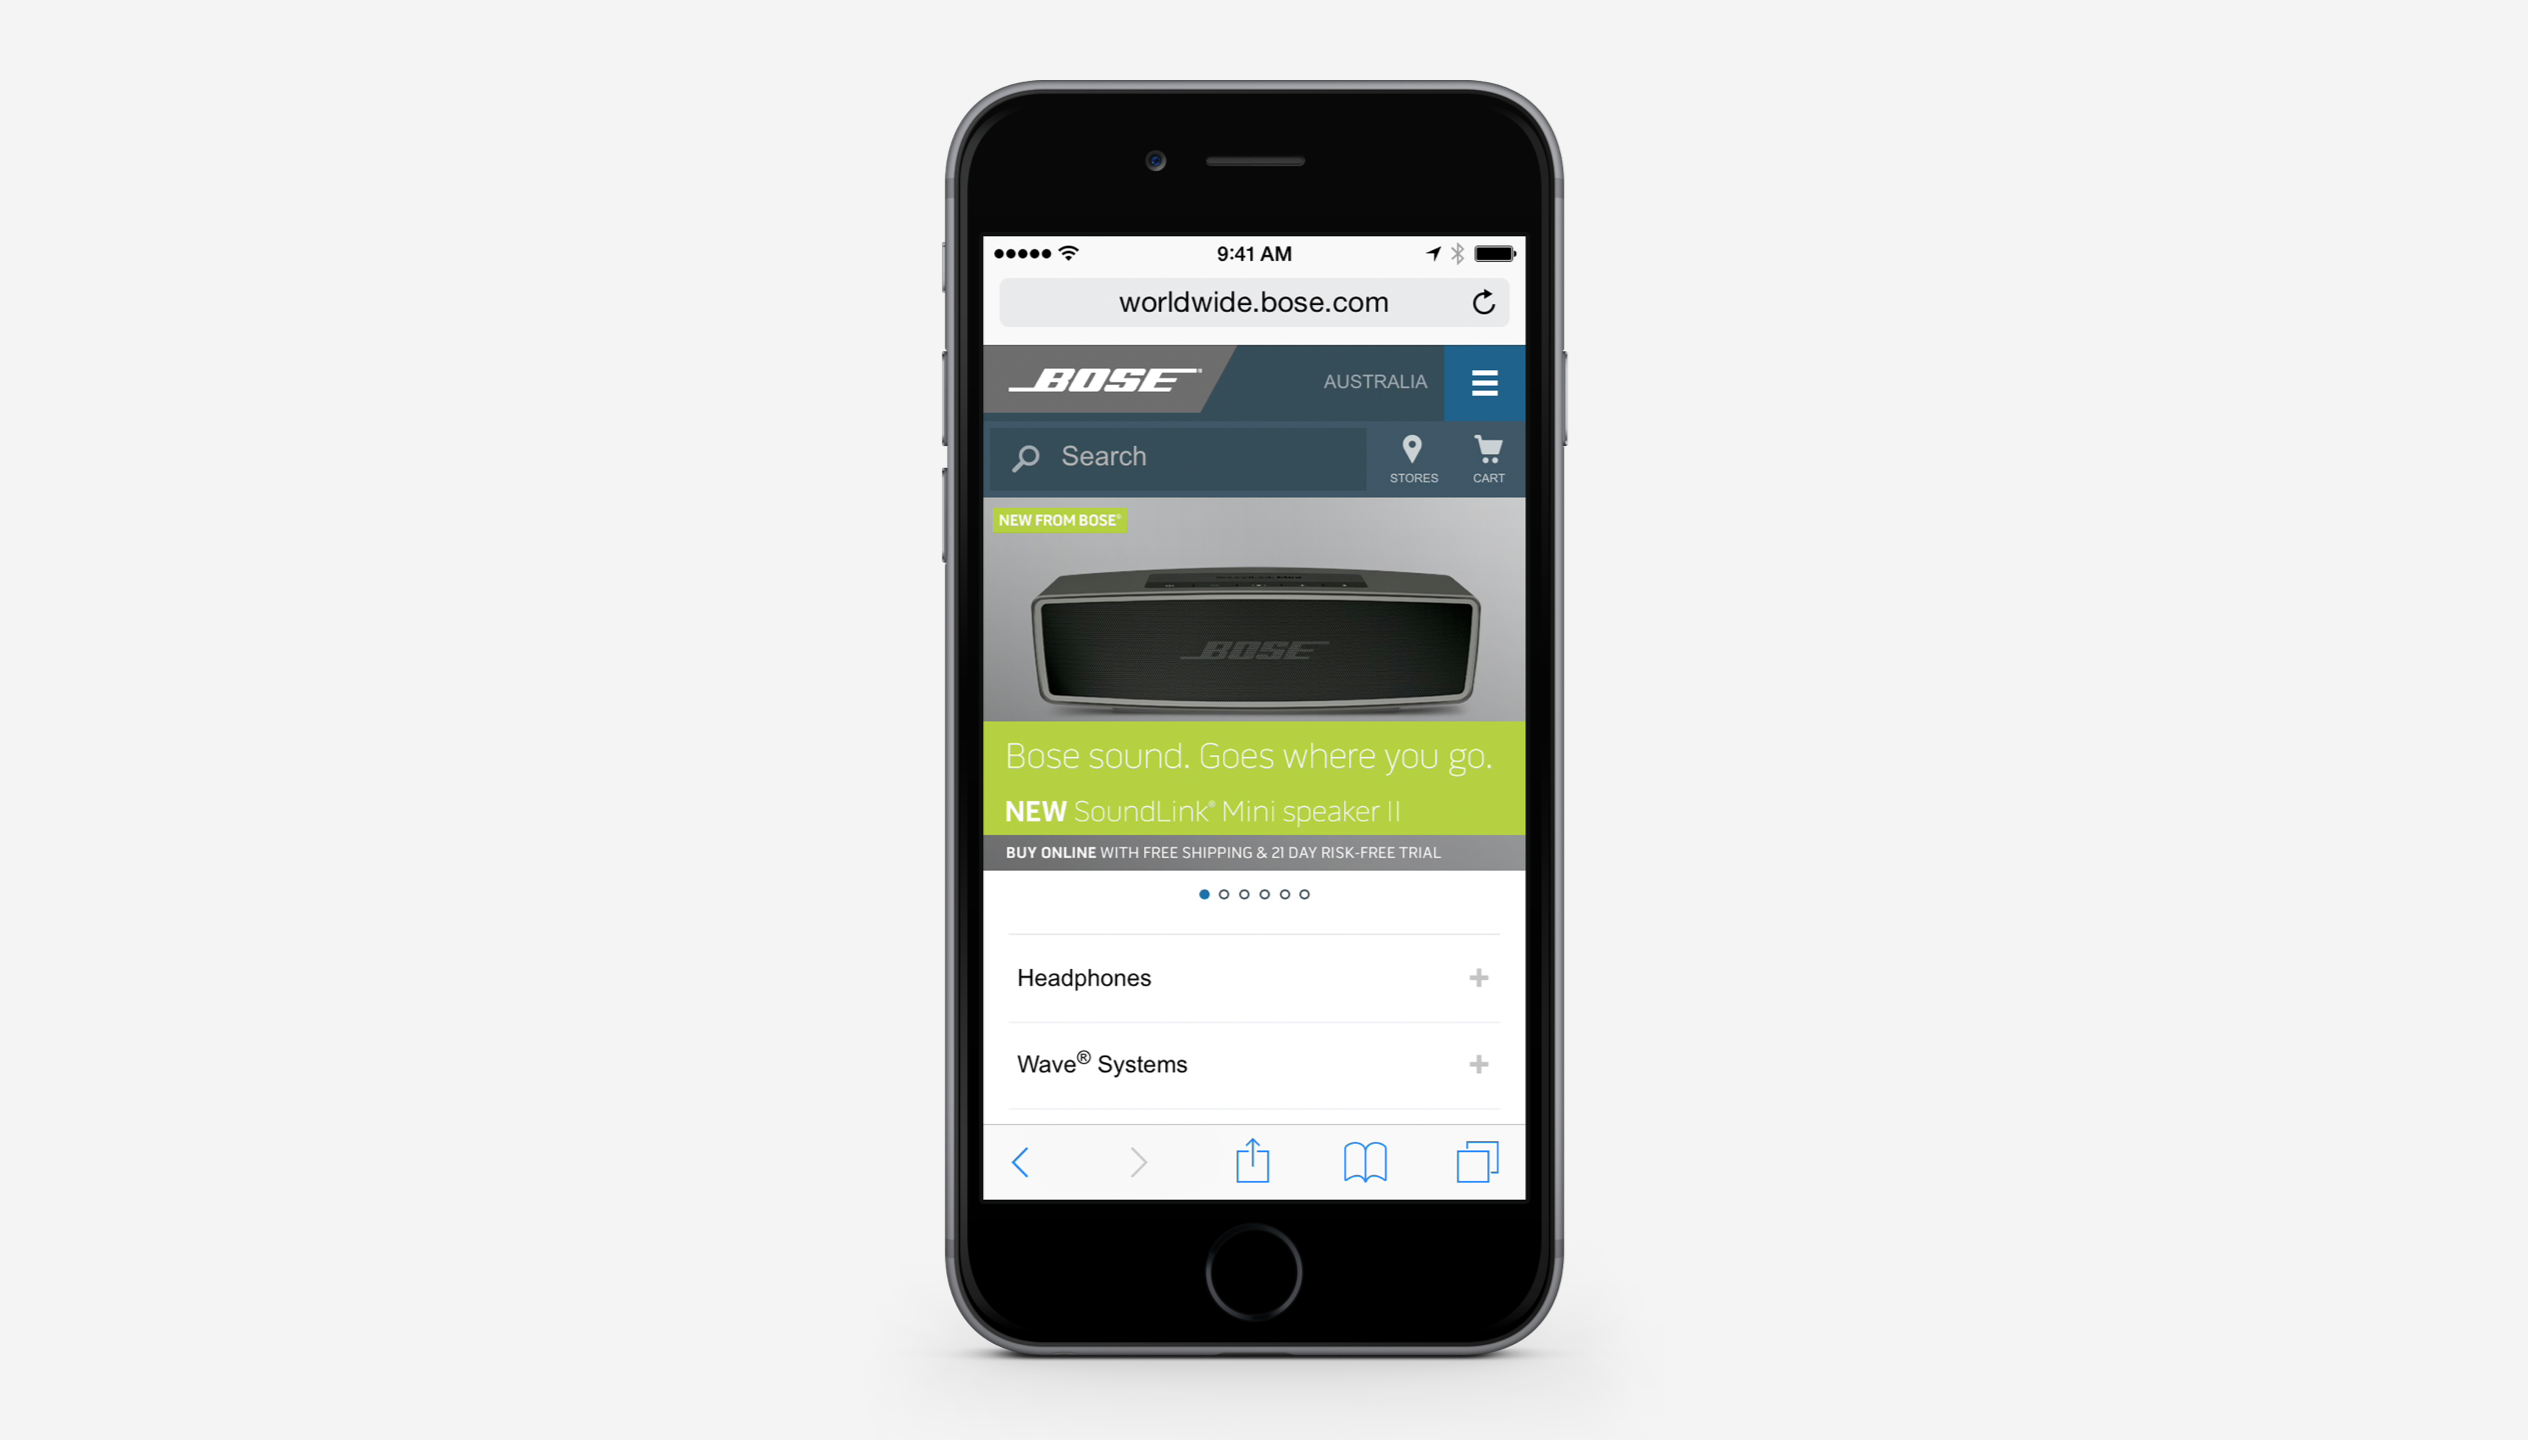 9:41 AM
worldwide.bose.com
BOSE®
AUSTRALIA
Search
STORES
CART
NEW FROM BOSE®
BOSE
Bose sound. Goes where you go.
NEW SoundLink® Mini speaker II
BUY ONLINE WITH FREE SHIPPING & 21 DAY RISK-FREE TRIAL
Headphones
Wave® Systems